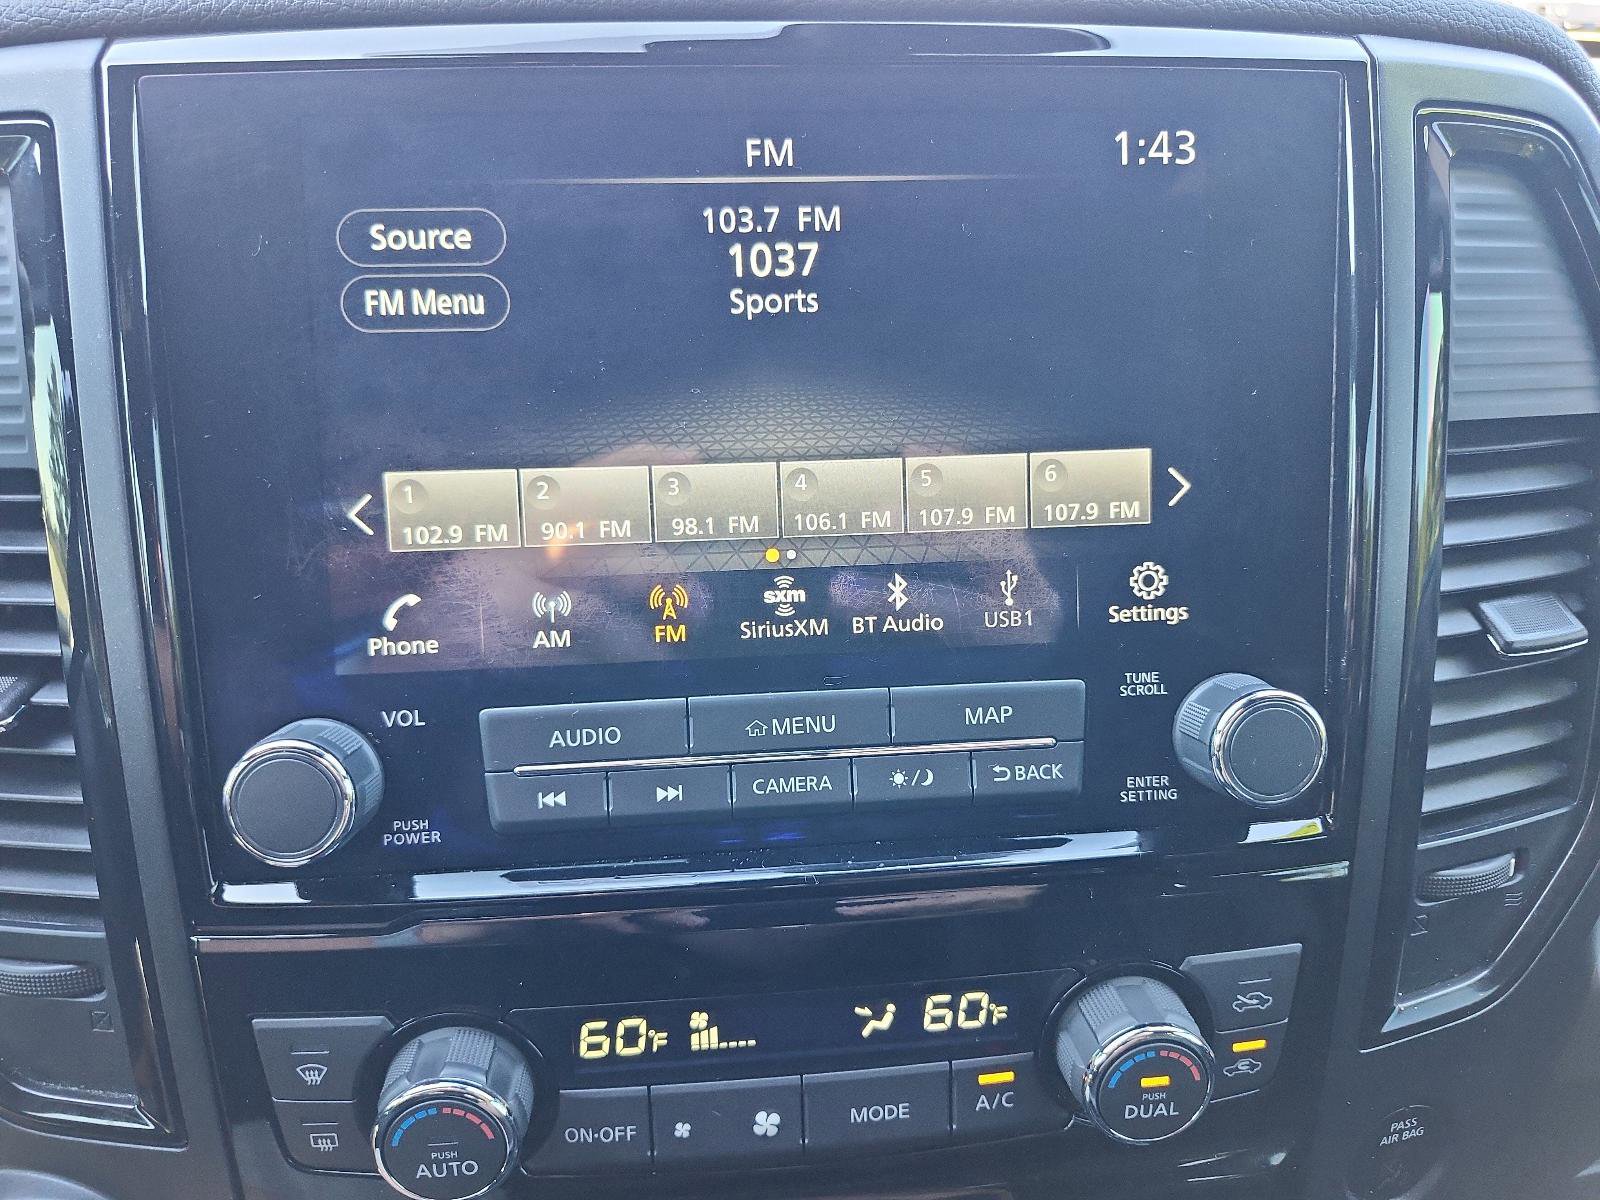 FM
1:43
Source
FM Menu
103.7 FM
1037
Sports
1
102.9 FM
2
90.1 FM
3
98.1 FM
4
106.1 FM
5
107.9 FM
6
107.9 FM
Phone
AM
FM
sxm
SiriusXM
BT Audio
USB1
Settings
VOL
PUSH
POWER
AUDIO
MENU
MAP
CAMERA
BACK
TUNE
SCROLL
ENTER
SETTING
60°F
60°F
PUSH
AUTO
ON·OFF
MODE
A/C
PUSH
DUAL
PASS
AIR BAG